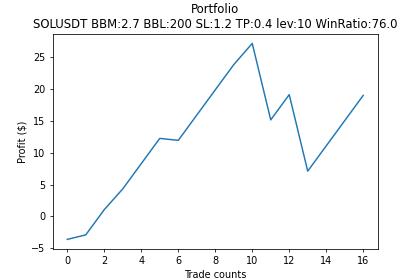 Portfolio
SOLUSDT BBM:2.7 BBL:200 SL:1.2 TP:0.4 lev:10 WinRatio:76.0
25
20
15
10
5
0
−5
Profit ($)
0 2 4 6 8 10 12 14 16
Trade counts